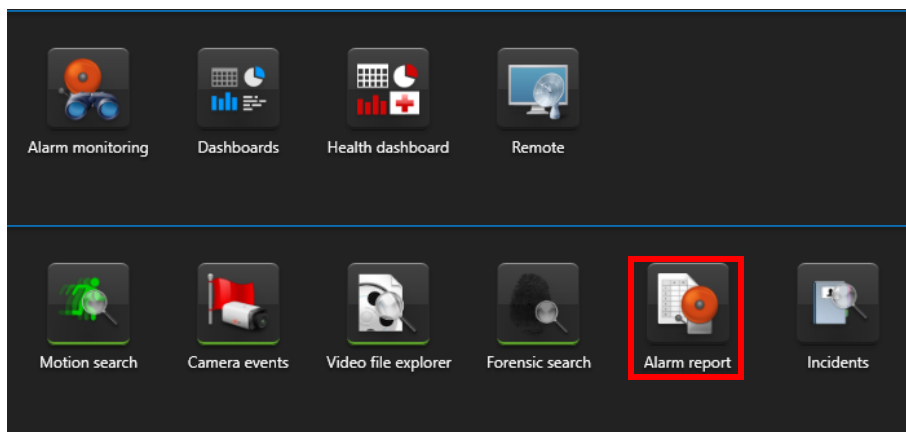 Alarm monitoring
Dashboards
Health dashboard
Remote
Motion search
Camera events
Video file explorer
Forensic search
Alarm report
Incidents